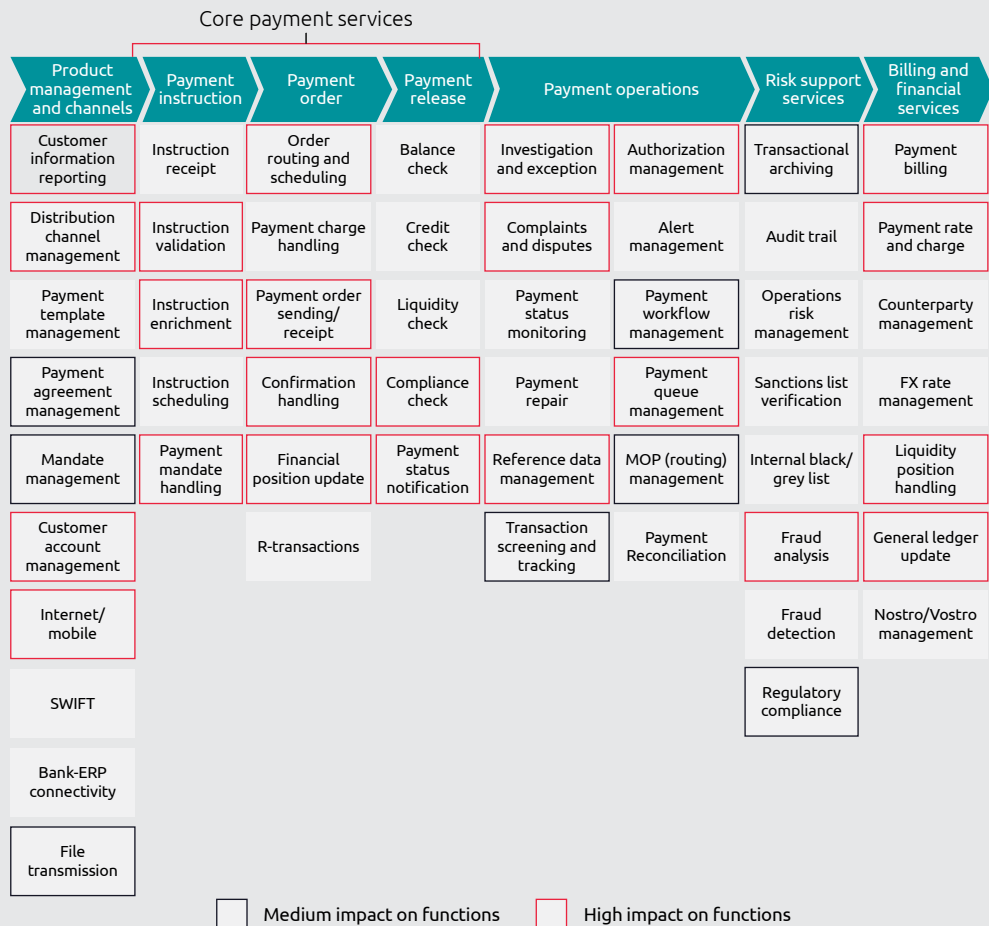 Core payment services
Product
management
and channels
Payment
instruction
Payment
order
Payment
release
Payment operations
Risk support
services
Billing and
financial
services
Customer
information
reporting
Instruction
receipt
Order
routing and
scheduling
Balance
check
Investigation
and exception
Authorization
management
Transactional
archiving
Payment
billing
Distribution
channel
management
Instruction
validation
Payment charge
handling
Credit
check
Complaints
and disputes
Alert
management
Audit trail
Payment rate
and charge
Payment
template
management
Instruction
enrichment
Payment order
sending/
receipt
Liquidity
check
Payment
status
monitoring
Payment
workflow
management
Operations
risk
management
Counterparty
management
Payment
agreement
management
Instruction
scheduling
Confirmation
handling
Compliance
check
Payment
repair
Payment
queue
management
Sanctions list
verification
FX rate
management
Mandate
management
Payment
mandate
handling
Financial
position update
Payment
status
notification
Reference data
management
MOP (routing)
management
Internal black/
grey list
Liquidity
position
handling
Customer
account
management
R-transactions
Transaction
screening and
tracking
Payment
Reconciliation
Fraud
analysis
General ledger
update
Internet/
mobile
Fraud
detection
Nostro/Vostro
management
SWIFT
Regulatory
compliance
Bank-ERP
connectivity
File
transmission
Medium impact on functions
High impact on functions